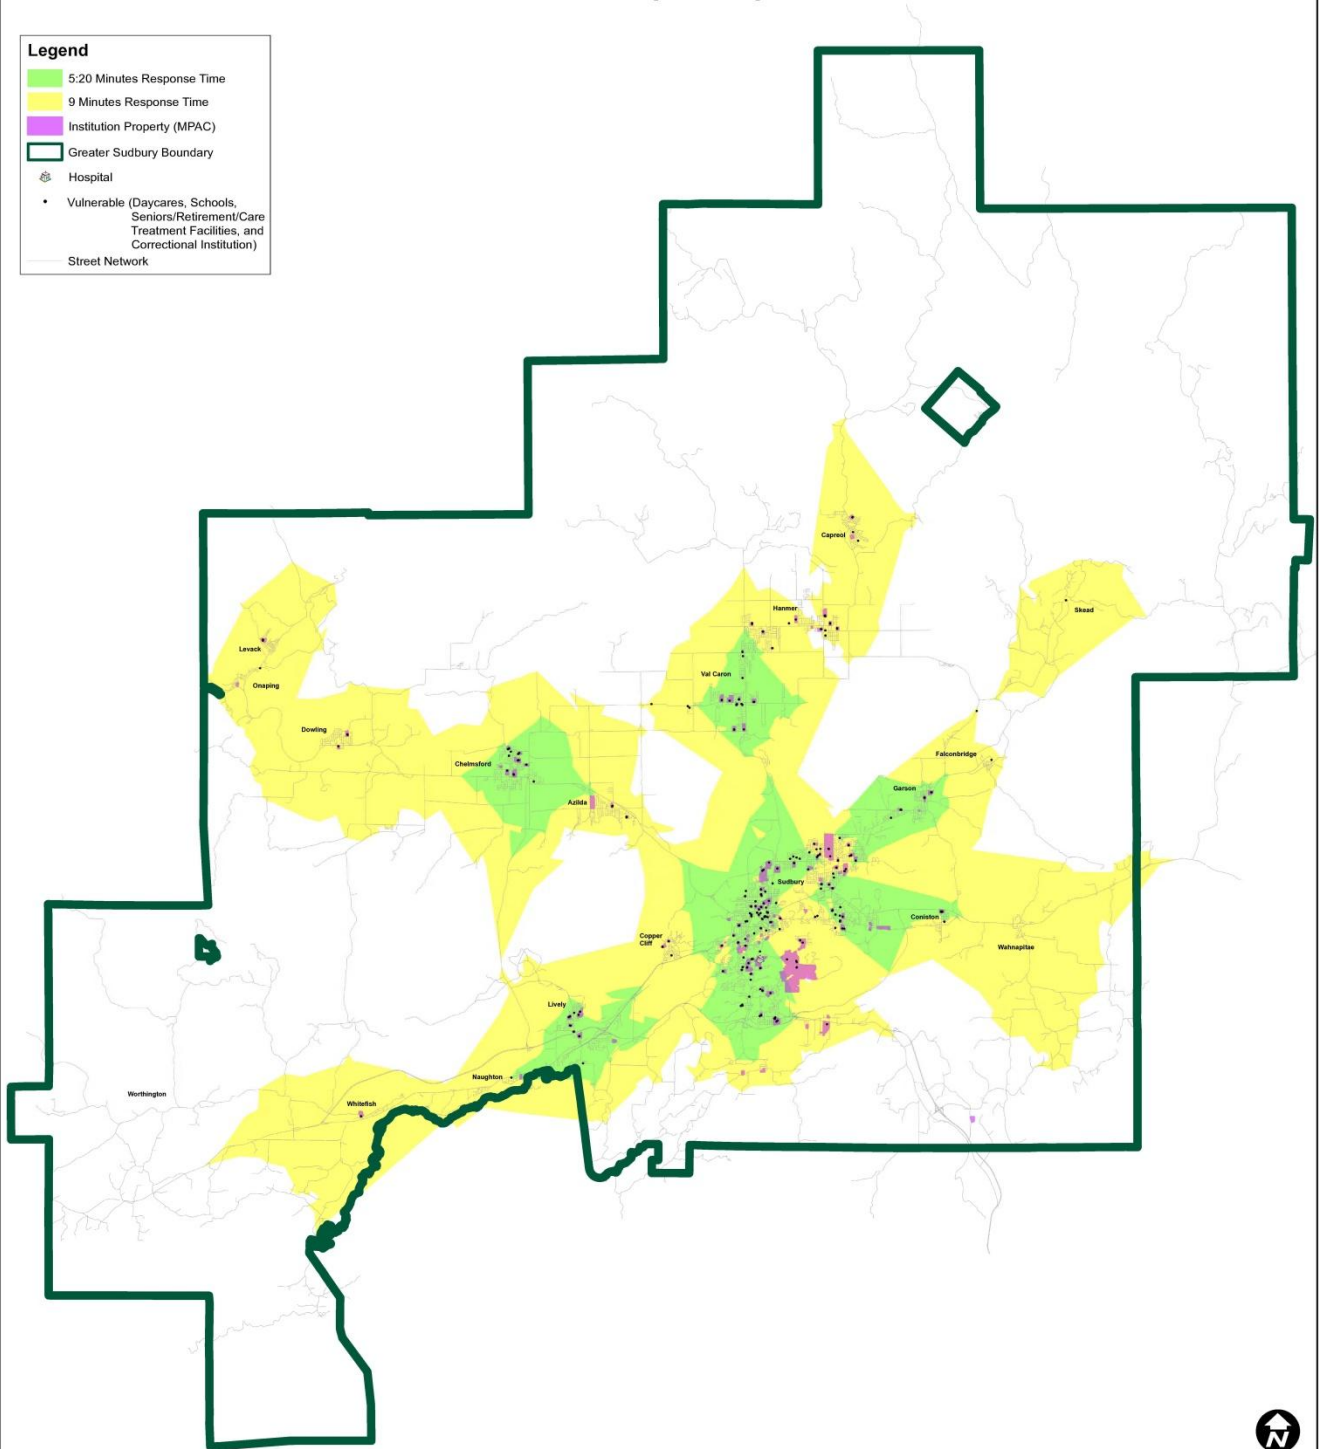 Legend
5:20 Minutes Response Time
9 Minutes Response Time
Institution Property (MPAC)
Greater Sudbury Boundary
Hospital
Vulnerable (Daycares, Schools,
Seniors/Retirement/Care
Treatment Facilities, and
Correctional Institution)
Street Network
Capreol
Hanmer
Skead
Levack
Onaping
Val Caron
Dowling
Falconbridge
Chelmsford
Garson
Azilda
Sudbury
Coniston
Copper
Cliff
Wahnapitae
Lively
Naughton
Worthington
Whitefish
N